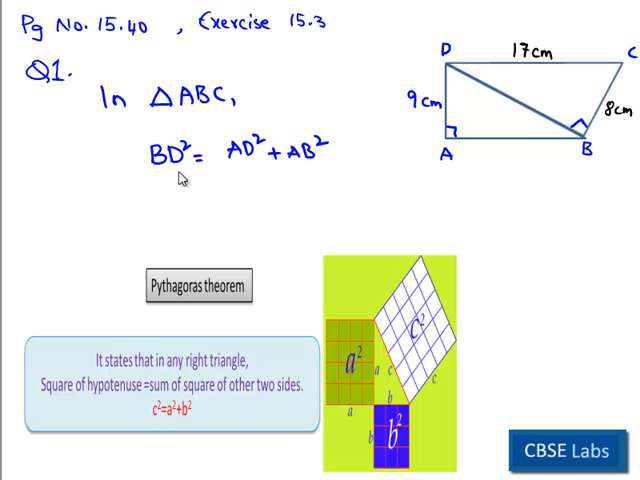 Pg No. 15.40 , Exercise 15.3
Q1.
In △ABC,
BD² = AD² + AB²
D 17cm C
9cm 8cm
A B
Pythagoras theorem
It states that in any right triangle,
Square of hypotenuse =sum of square of other two sides.
c²=a²+b²
c²
a² a c c
b
a
b b²
CBSE Labs